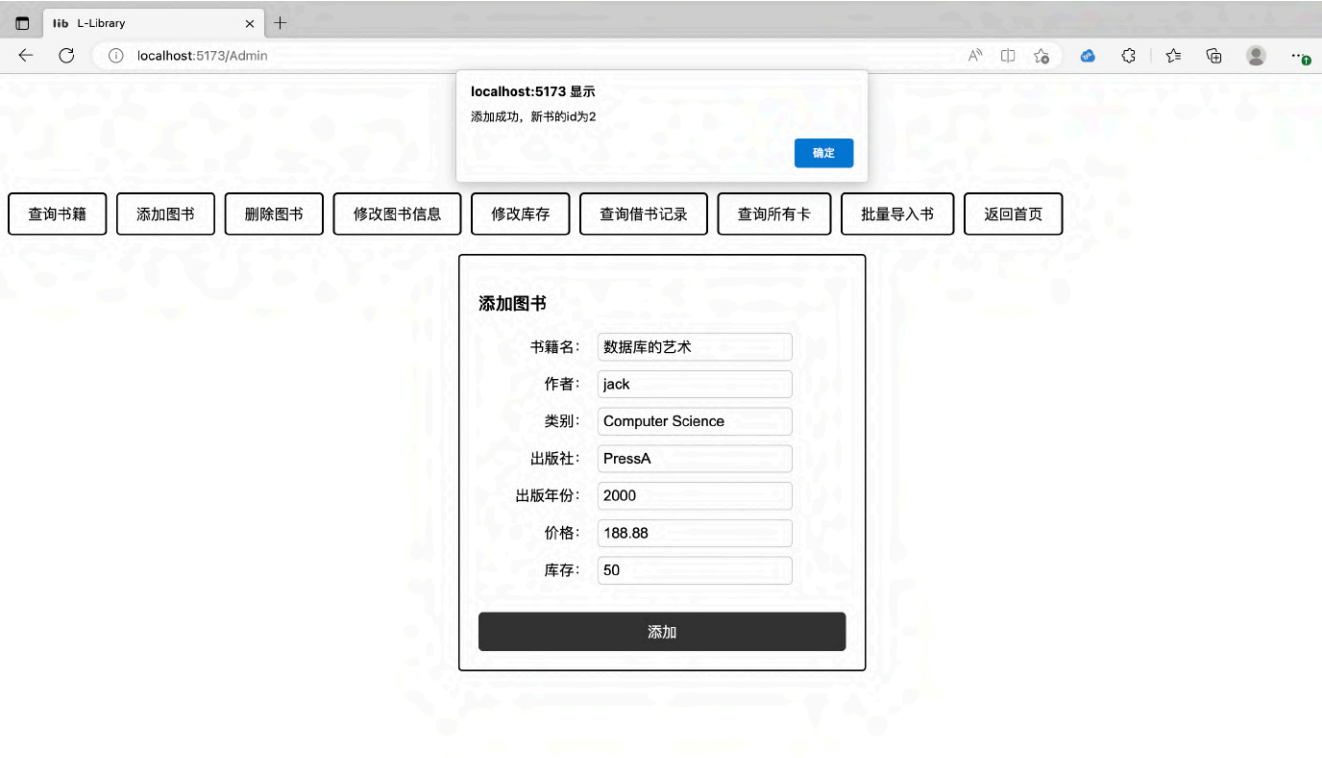 lib L-Library
localhost:5173/Admin
localhost:5173 显示
添加成功，新书的id为2
确定
查询书籍 添加图书 删除图书 修改图书信息 修改库存 查询借书记录 查询所有卡 批量导入书 返回首页
添加图书
书籍名： 数据库的艺术
作者： jack
类别： Computer Science
出版社： PressA
出版年份： 2000
价格： 188.88
库存： 50
添加